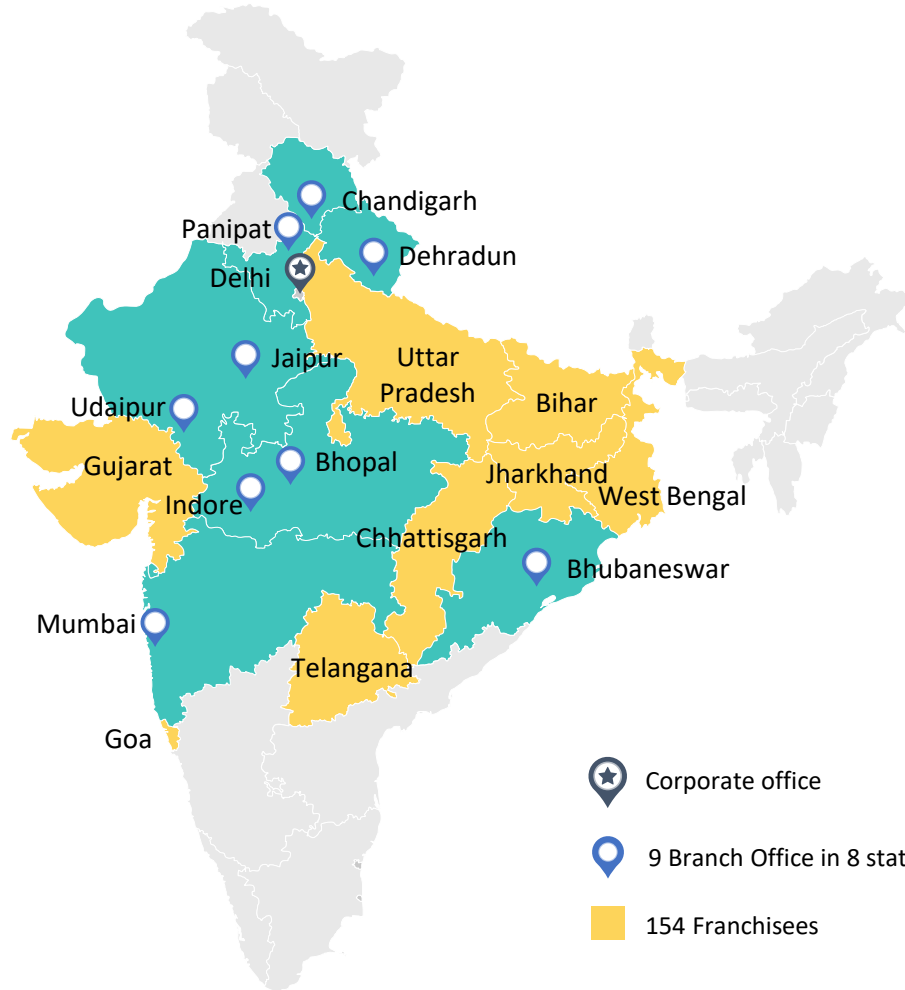 Chandigarh
Panipat
Dehradun
Delhi
Jaipur
Uttar
Pradesh
Bihar
Udaipur
Gujarat
Bhopal
Jharkhand
Indore
West Bengal
Chhattisgarh
Bhubaneswar
Mumbai
Telangana
Goa
Corporate office
9 Branch Office in 8 stat
154 Franchisees